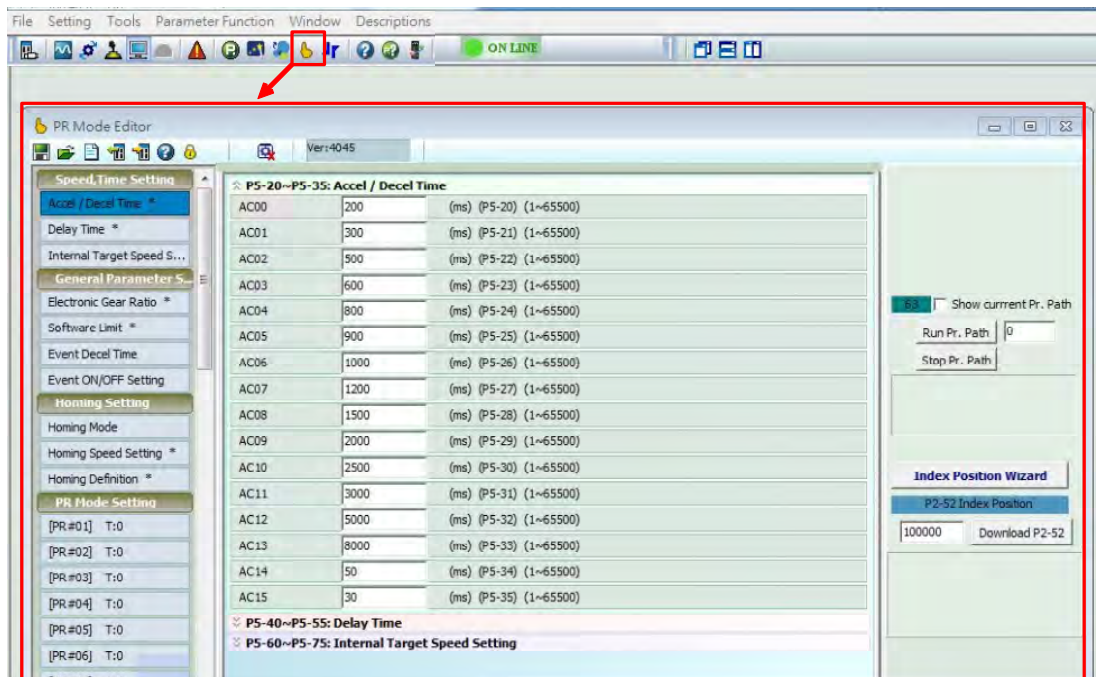 File Setting Tools Parameter Function Window Descriptions
ON LINE
PR Mode Editor
Ver:4045
Speed,Time Setting
Accel / Decel Time *
Delay Time *
Internal Target Speed S...
General Parameter S...
Electronic Gear Ratio *
Software Limit *
Event Decel Time
Event ON/OFF Setting
Homing Setting
Homing Mode
Homing Speed Setting *
Homing Definition *
PR Mode Setting
[PR#01] T:0
[PR#02] T:0
[PR#03] T:0
[PR#04] T:0
[PR#05] T:0
[PR#06] T:0
P5-20~P5-35: Accel / Decel Time
AC00 200 (ms) (P5-20) (1~65500)
AC01 300 (ms) (P5-21) (1~65500)
AC02 500 (ms) (P5-22) (1~65500)
AC03 600 (ms) (P5-23) (1~65500)
AC04 800 (ms) (P5-24) (1~65500)
AC05 900 (ms) (P5-25) (1~65500)
AC06 1000 (ms) (P5-26) (1~65500)
AC07 1200 (ms) (P5-27) (1~65500)
AC08 1500 (ms) (P5-28) (1~65500)
AC09 2000 (ms) (P5-29) (1~65500)
AC10 2500 (ms) (P5-30) (1~65500)
AC11 3000 (ms) (P5-31) (1~65500)
AC12 5000 (ms) (P5-32) (1~65500)
AC13 8000 (ms) (P5-33) (1~65500)
AC14 50 (ms) (P5-34) (1~65500)
AC15 30 (ms) (P5-35) (1~65500)
P5-40~P5-55: Delay Time
P5-60~P5-75: Internal Target Speed Setting
63 Show currrent Pr. Path
Run Pr. Path 0
Stop Pr. Path
Index Position Wizard
P2-52 Index Position
100000 Download P2-52